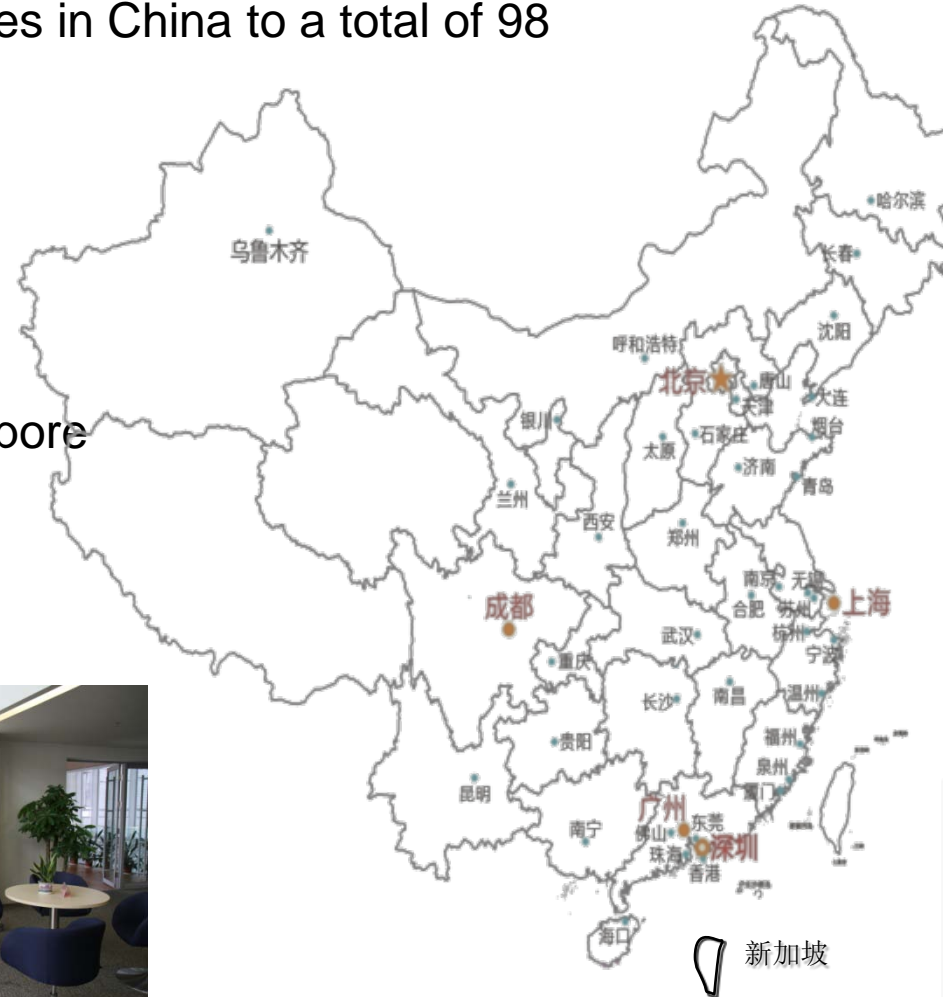 es in China to a total of 98
哈尔滨
乌鲁木齐
长春
沈阳
呼和浩特
北京
唐山
天津
大连
pore
银川
烟台
石家庄
太原
济南
青岛
兰州
西安
郑州
南京
无锡
成都
合肥
苏州
上海
武汉
杭州
宁波
重庆
长沙
南昌
温州
贵阳
福州
泉州
昆明
厦门
广州
东莞
南宁
佛山
深圳
珠海
香港
海口
新加坡